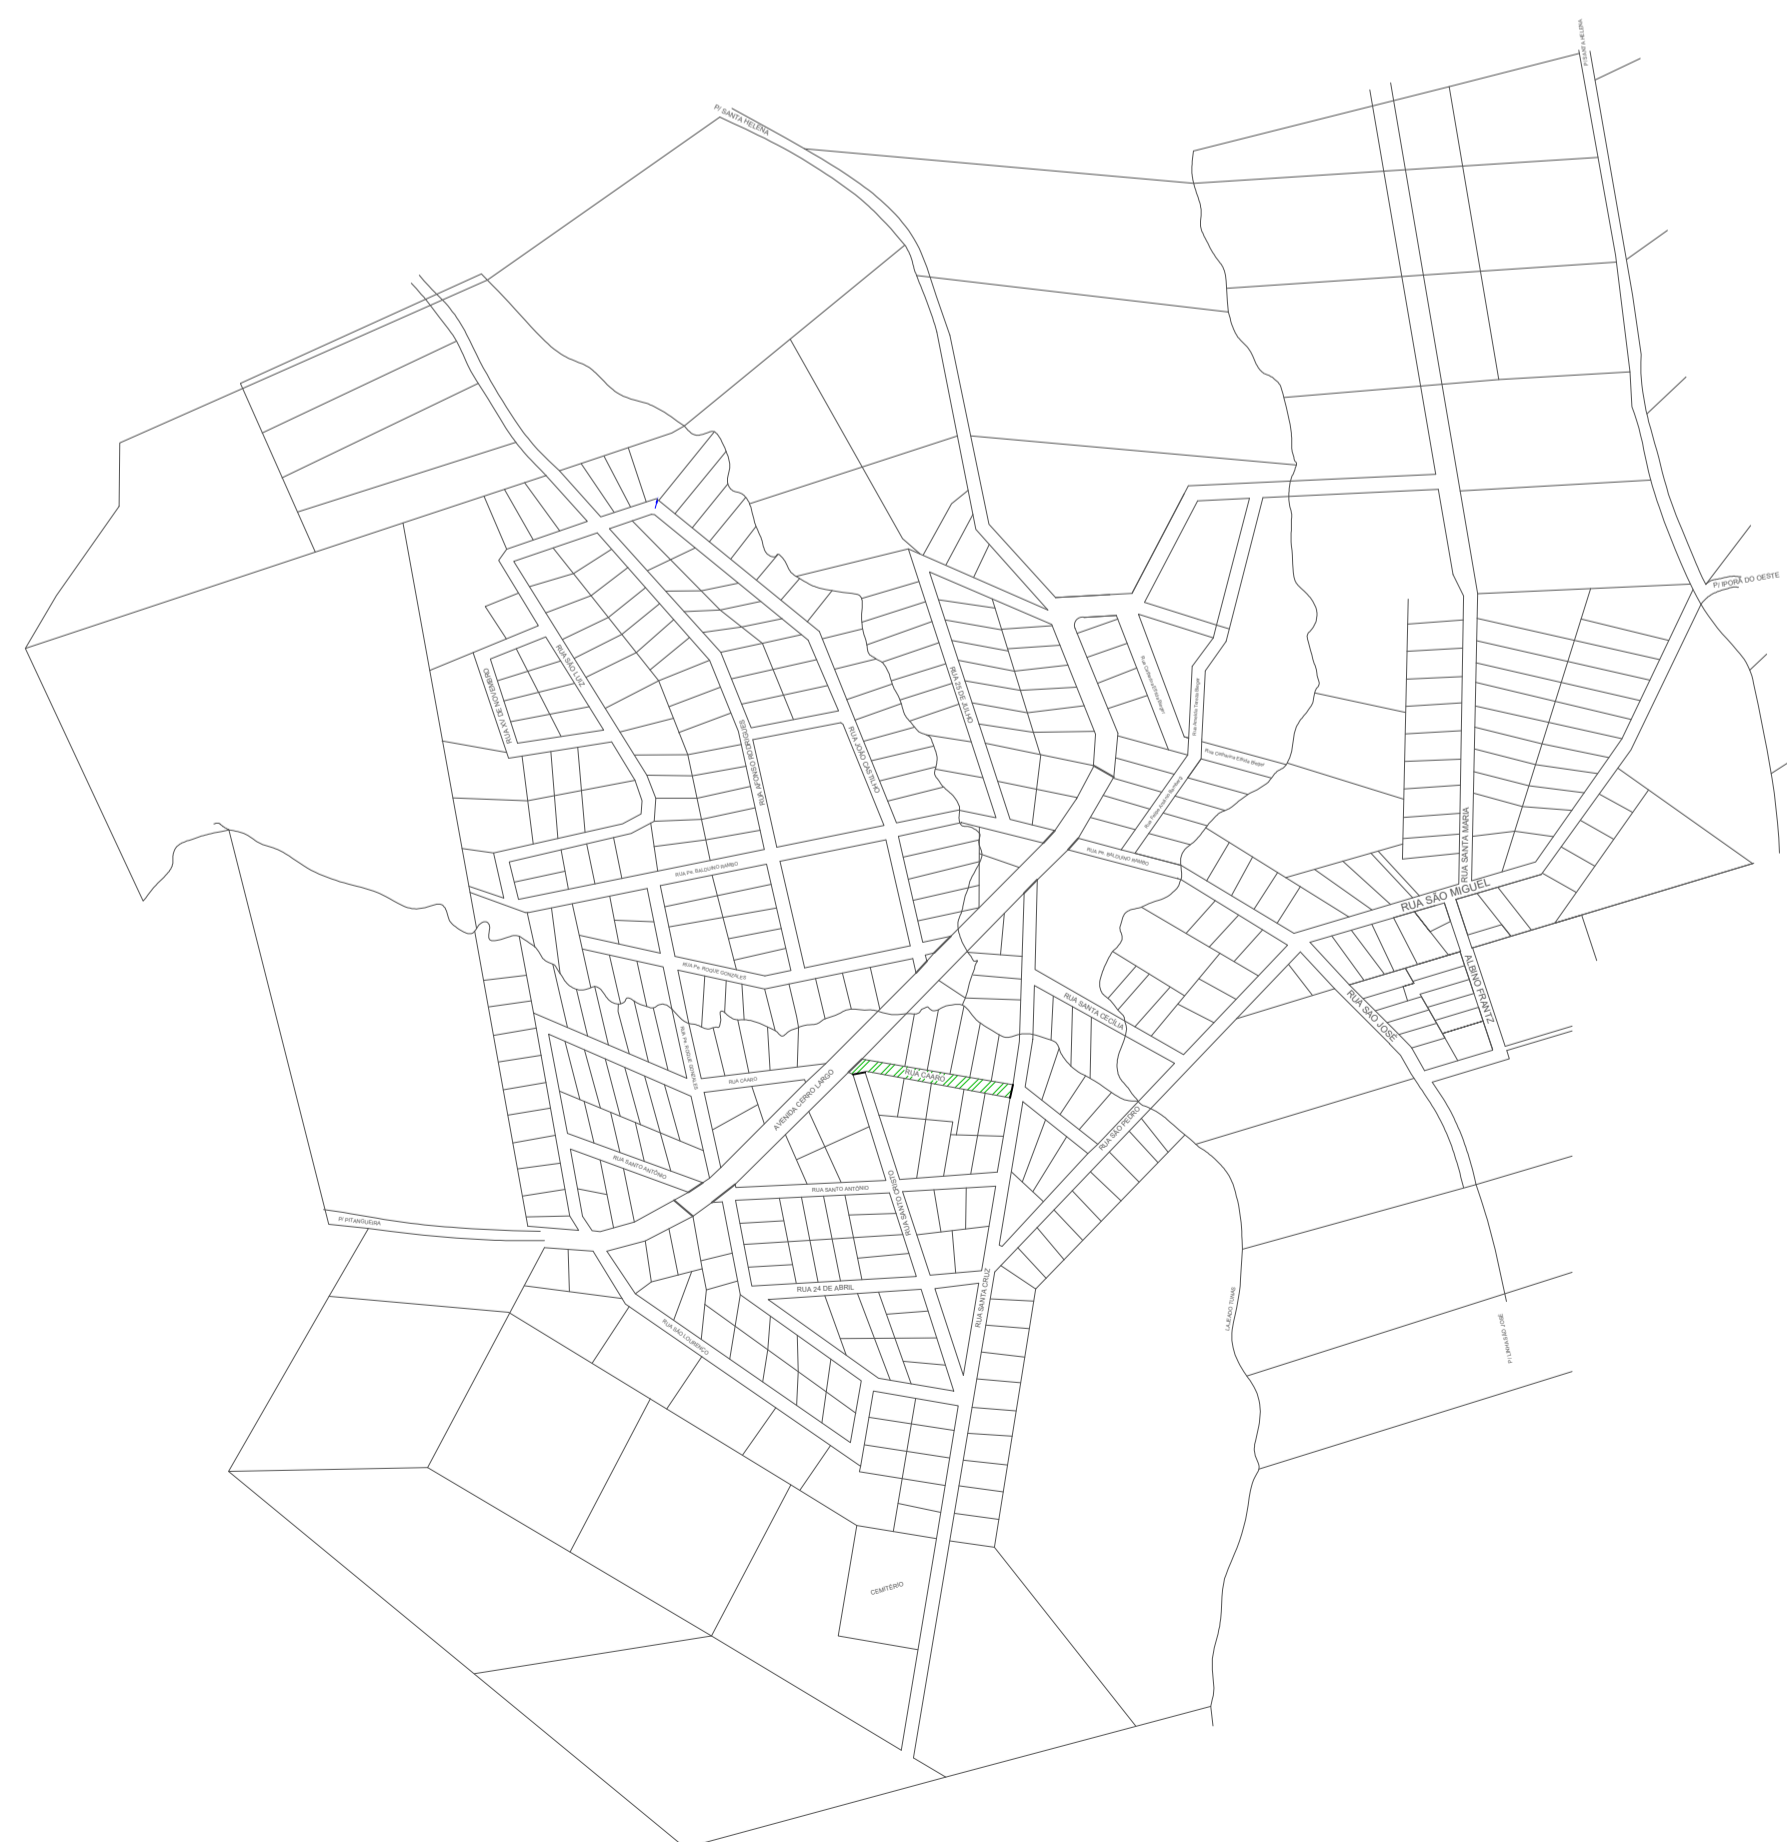 P/ SANTA HELENA
P/ SANTA HELENA
P/ IPORÃ DO OESTE
RUA SÃO LUIZ
RUA XV DE NOVEMBRO
RUA 25 DE JULHO
RUA AFONSO RODRIGUES
RUA JOÃO CASTILHO
RUA SANTA MARIA
RUA Pe. BALDUINO RAMBO
RUA Pe. BALDUINO RAMBO
RUA SÃO MIGUEL
RUA Pe. ROQUE GONZALES
ALBINO FRANTZ
RUA SANTA CECÍLIA
RUA SÃO JOSÉ
RUA Pe. ROQUE GONZALES
RUA CAARÓ
RUA CAARÓ
AVENIDA CERRO LARGO
RUA SÃO PEDRO
RUA SANTO ANTÔNIO
RUA SANTO ANTÔNIO
RUA SANTO CRISTO
P/ PITANGUEIRA
RUA 24 DE ABRIL
RUA SANTA CRUZ
LAJEADO TUNAS
RUA SÃO LOURENÇO
P/ LINHA SÃO JOSÉ
CEMITÉRIO